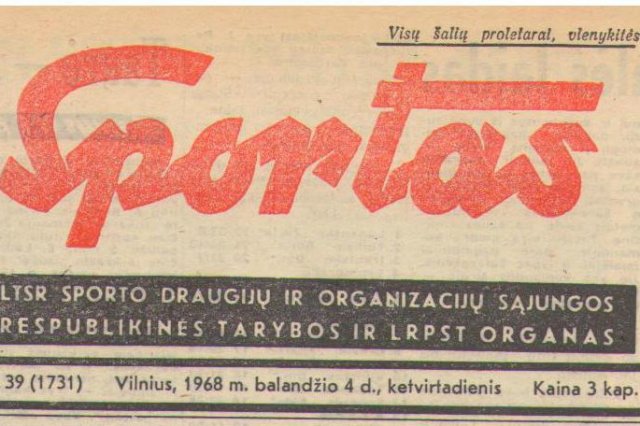 Visų šalių proletarai, vienykitės
Sportas
LTSR SPORTO DRAUGIJŲ IR ORGANIZACIJŲ SĄJUNGOS
RESPUBLIKINĖS TARYBOS IR LRPST ORGANAS
39 (1731) Vilnius, 1968 m. balandžio 4 d., ketvirtadienis Kaina 3 kap.